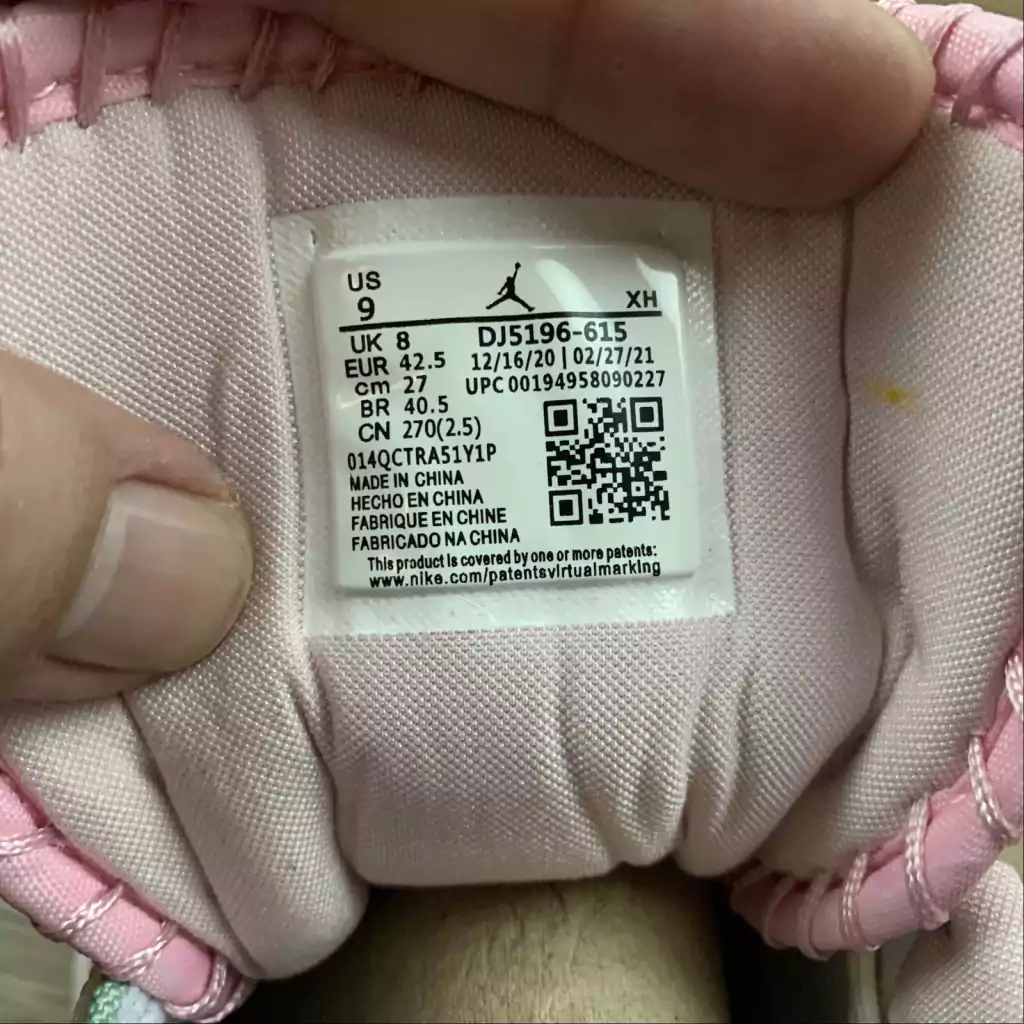 US
9 XH
UK 8 DJ5196-615
EUR 42.5 12/16/20 | 02/27/21
cm 27 UPC 00194958090227
BR 40.5
CN 270(2.5)
014QCTRA51Y1P
MADE IN CHINA
HECHO EN CHINA
FABRIQUE EN CHINE
FABRICADO NA CHINA
This product is covered by one or more patents:
www.nike.com/patentsvirtualmarking